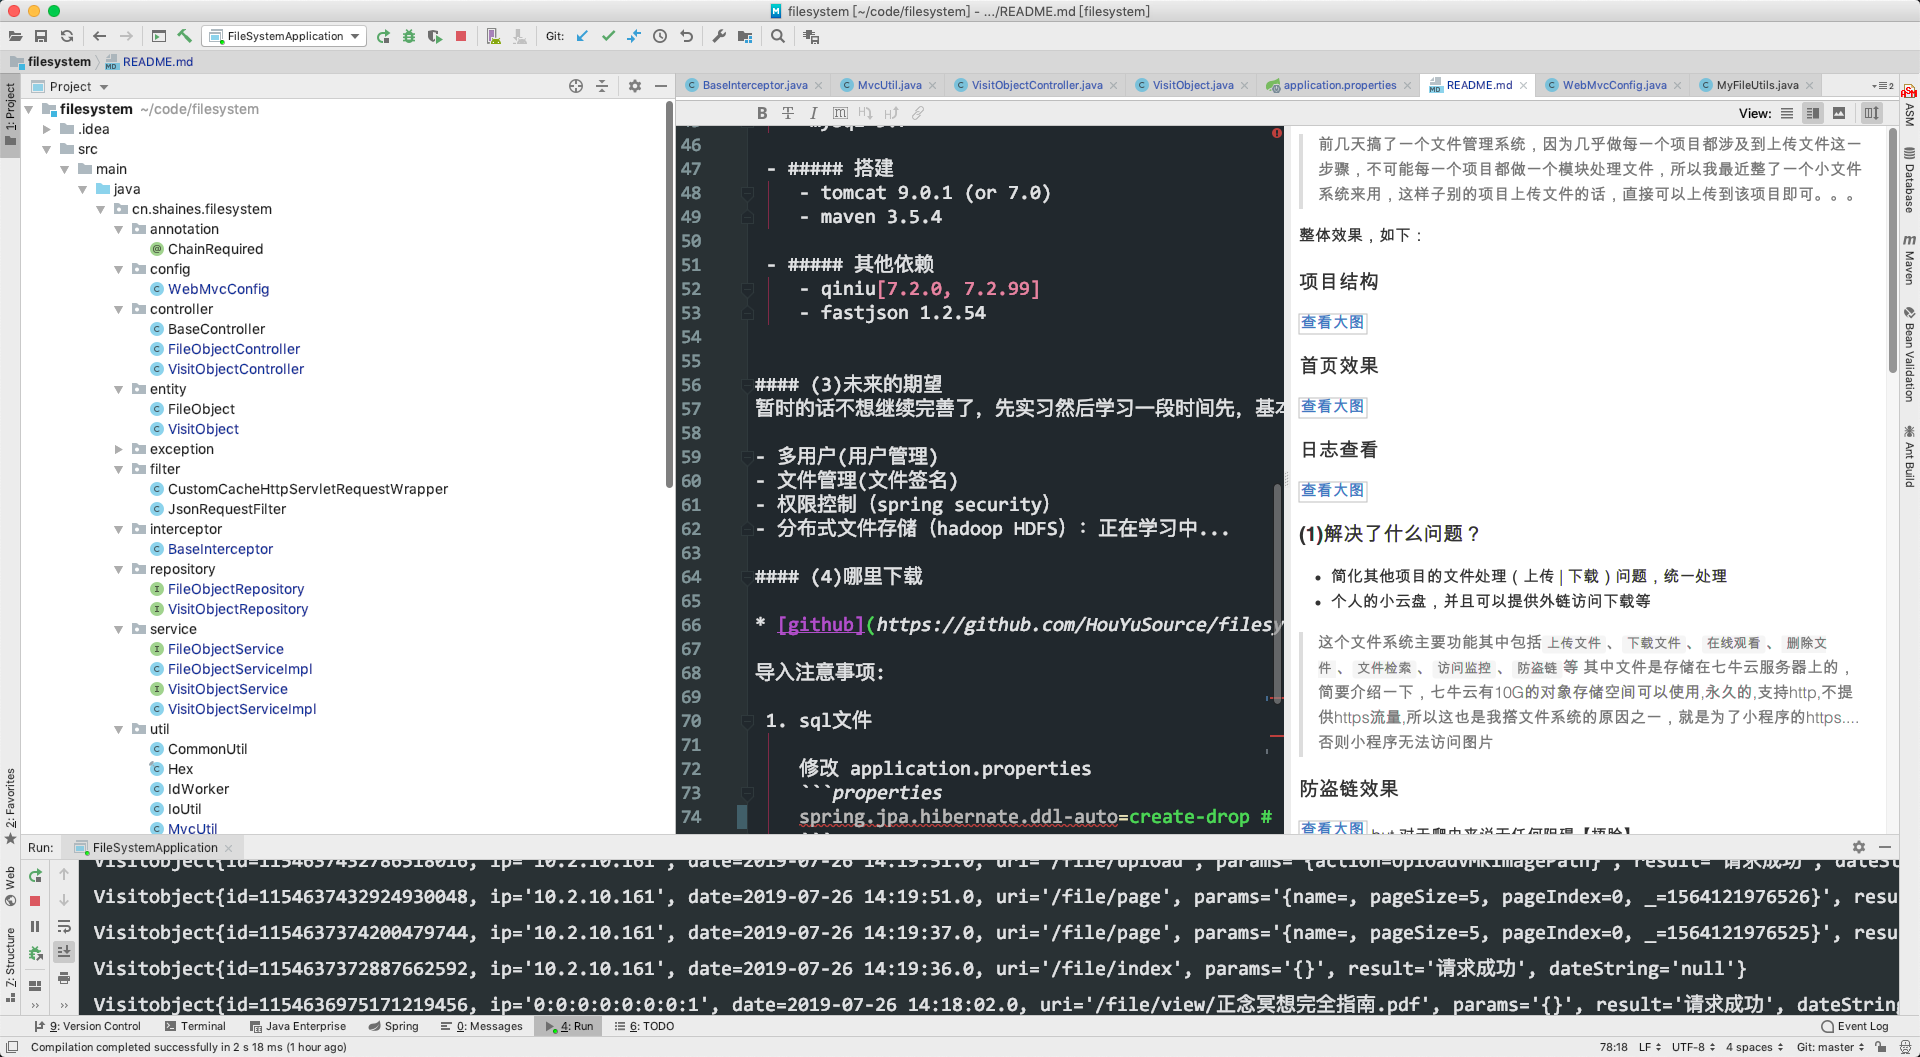 filesystem [~/code/filesystem] - .../README.md [filesystem]
FileSystemApplication
Git:
filesystem
README.md
1: Project
Project
filesystem ~/code/filesystem
.idea
src
main
java
cn.shaines.filesystem
annotation
ChainRequired
config
WebMvcConfig
controller
BaseController
FileObjectController
VisitObjectController
entity
FileObject
VisitObject
exception
filter
CustomCacheHttpServletRequestWrapper
JsonRequestFilter
interceptor
BaseInterceptor
repository
FileObjectRepository
VisitObjectRepository
service
FileObjectService
FileObjectServiceImpl
VisitObjectService
VisitObjectServiceImpl
util
CommonUtil
Hex
IdWorker
IoUtil
MvcUtil
BaseInterceptor.java
MvcUtil.java
VisitObjectController.java
VisitObject.java
application.properties
README.md
WebMvcConfig.java
MyFileUtils.java
View:
46
47 - ##### 搭建
48 - tomcat 9.0.1 (or 7.0)
49 - maven 3.5.4
50
51 - ##### 其他依赖
52 - qiniu[7.2.0, 7.2.99]
53 - fastjson 1.2.54
54
55
56 #### (3)未来的期望
57 暂时的话不想继续完善了，先实习然后学习一段时间先，基本
58
59 - 多用户(用户管理)
60 - 文件管理(文件签名)
61 - 权限控制（spring security）
62 - 分布式文件存储（hadoop HDFS）：正在学习中...
63
64 #### (4)哪里下载
65
66 * [github](https://github.com/HouYuSource/filesy
67
68 导入注意事项:
69
70 1. sql文件
71
72 修改 application.properties
73 ```properties
74 spring.jpa.hibernate.ddl-auto=create-drop #
前几天搞了一个文件管理系统，因为几乎做每一个项目都涉及到上传文件这一
步骤，不可能每一个项目都做一个模块处理文件，所以我最近整了一个小文件
系统来用，这样子别的项目上传文件的话，直接可以上传到该项目即可。。。
整体效果，如下：
项目结构
查看大图
首页效果
查看大图
日志查看
查看大图
(1)解决了什么问题？
• 简化其他项目的文件处理（上传|下载）问题，统一处理
• 个人的小云盘，并且可以提供外链访问下载等
这个文件系统主要功能其中包括 上传文件 、 下载文件 、 在线观看 、 删除文
件 、 文件检索 、 访问监控 、 防盗链 等 其中文件是存储在七牛云服务器上的，
简要介绍一下，七牛云有10G的对象存储空间可以使用,永久的,支持http,不提
供https流量,所以这也是我搭文件系统的原因之一，就是为了小程序的https....
否则小程序无法访问图片
防盗链效果
查看大图
ASM
Database
Maven
Bean Validation
Ant Build
2: Favorites
Web
Z: Structure
Run:
FileSystemApplication
Visitobject{id=1154637432786518016, ip='10.2.10.161', date=2019-07-26 14:19:51.0, uri='/file/upload', params='{action=UploadVMKImagePath}', result='请求成功', dateSt
Visitobject{id=1154637432924930048, ip='10.2.10.161', date=2019-07-26 14:19:51.0, uri='/file/page', params='{name=, pageSize=5, pageIndex=0, _=1564121976526}', resu
Visitobject{id=1154637374200479744, ip='10.2.10.161', date=2019-07-26 14:19:37.0, uri='/file/page', params='{name=, pageSize=5, pageIndex=0, _=1564121976525}', resu
Visitobject{id=1154637372887662592, ip='10.2.10.161', date=2019-07-26 14:19:36.0, uri='/file/index', params='{}', result='请求成功', dateString='null'}
Visitobject{id=1154636975171219456, ip='0:0:0:0:0:0:0:1', date=2019-07-26 14:18:02.0, uri='/file/view/正念冥想完全指南.pdf', params='{}', result='请求成功', dateString
9: Version Control
Terminal
Java Enterprise
Spring
0: Messages
4: Run
6: TODO
Event Log
Compilation completed successfully in 2 s 18 ms (1 hour ago)
78:18 LF UTF-8 4 spaces Git: master